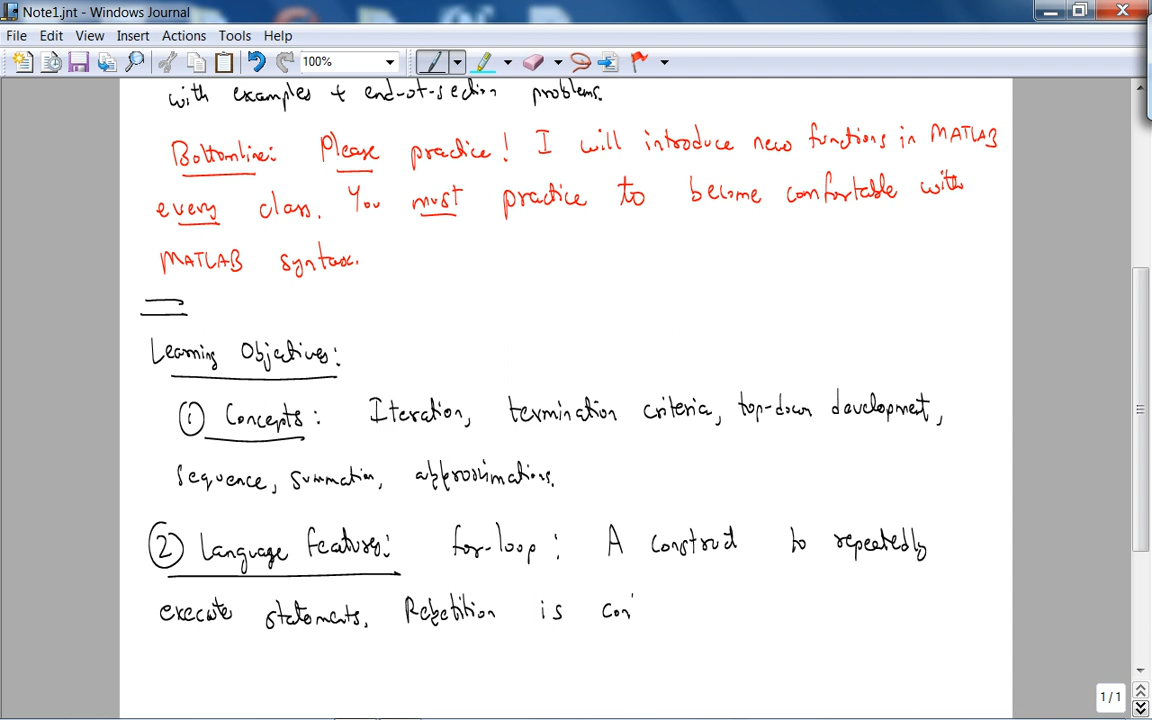 Note1.jnt - Windows Journal
File Edit View Insert Actions Tools Help
100%
with examples + end-of-section problems.
Bottomline: Please practice! I will introduce new functions in MATLAB
every class. You must practice to become comfortable with
MATLAB syntax.
Learning Objectives:
① Concepts: Iteration, termination criteria, top-down development,
sequence, summation, approximations.
② Language features: for-loop: A construct to repeatedly
execute statements. Repetition is con
1/1